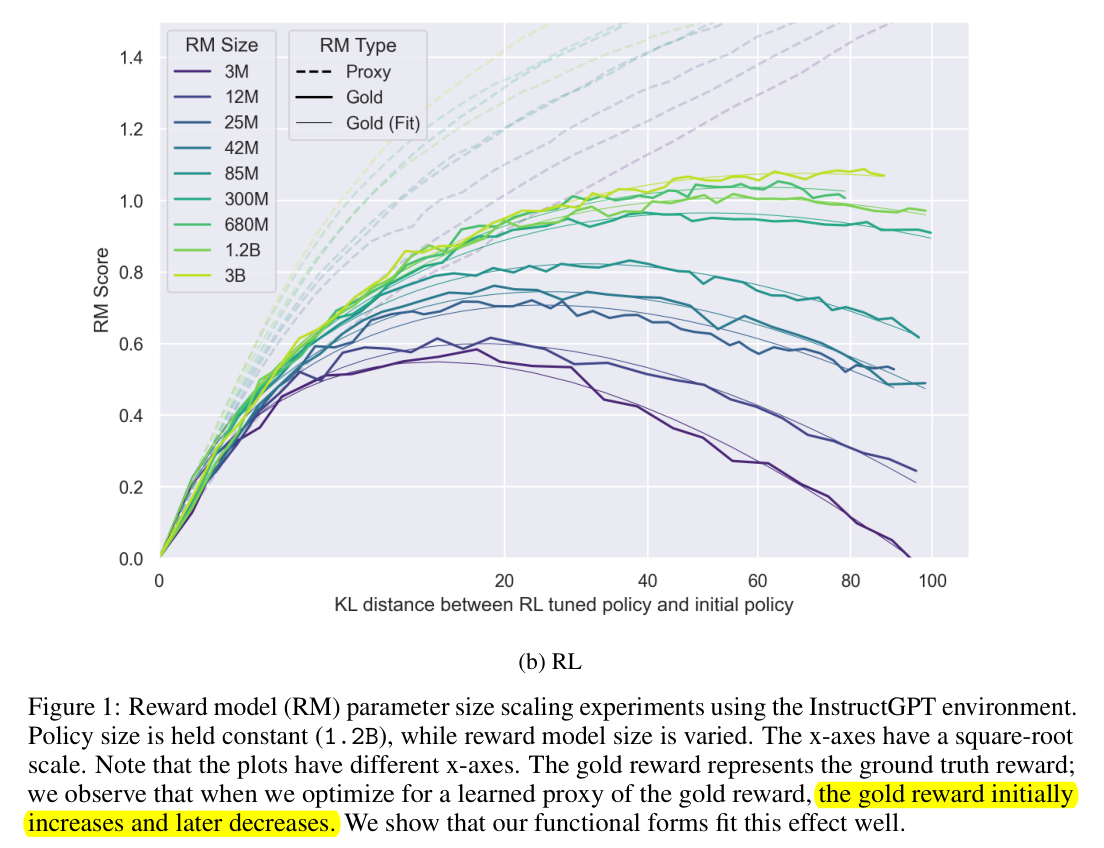 RM Size
3M
12M
25M
42M
85M
300M
680M
1.2B
3B
RM Type
Proxy
Gold
Gold (Fit)
RM Score
1.4
1.2
1.0
0.8
0.6
0.4
0.2
0.0
0
20
40
60
80
100
KL distance between RL tuned policy and initial policy
(b) RL
Figure 1: Reward model (RM) parameter size scaling experiments using the InstructGPT environment.
Policy size is held constant (1.2B), while reward model size is varied. The x-axes have a square-root
scale. Note that the plots have different x-axes. The gold reward represents the ground truth reward;
we observe that when we optimize for a learned proxy of the gold reward, the gold reward initially
increases and later decreases. We show that our functional forms fit this effect well.